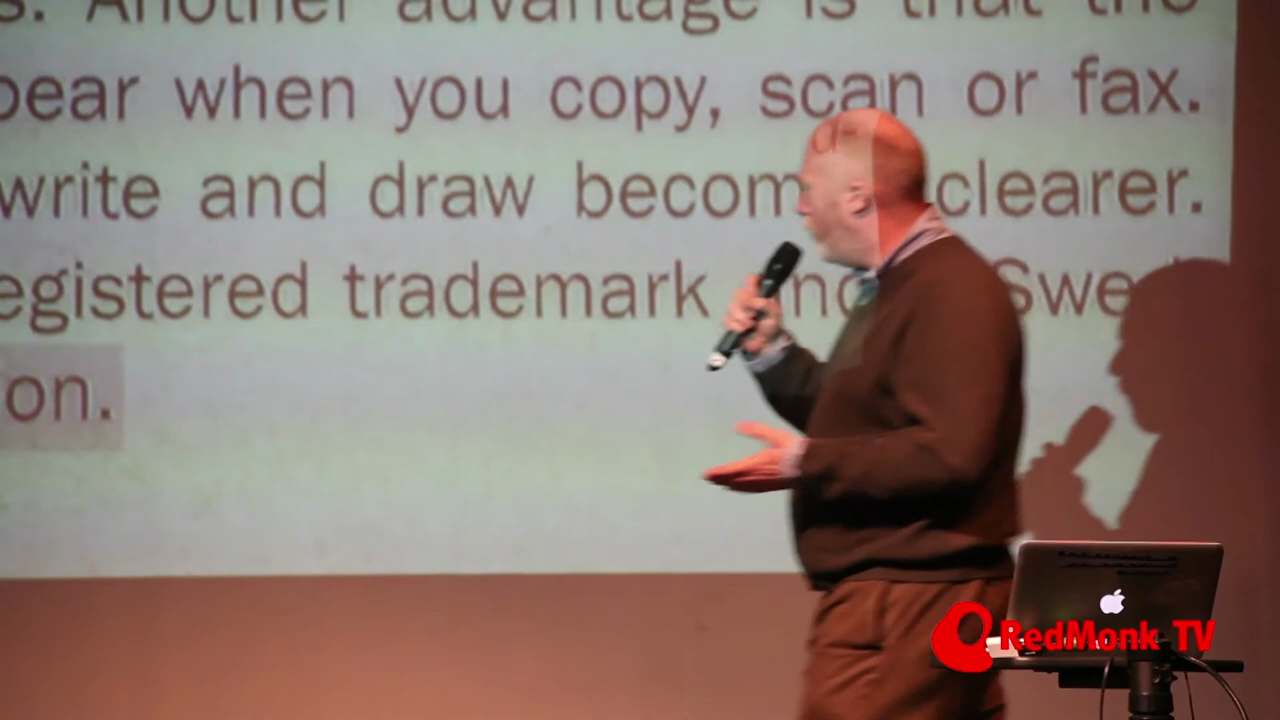 s. Another advantage is that the
pear when you copy, scan or fax.
write and draw becom clearer.
egistered trademark and Swe
on.
RedMonk TV